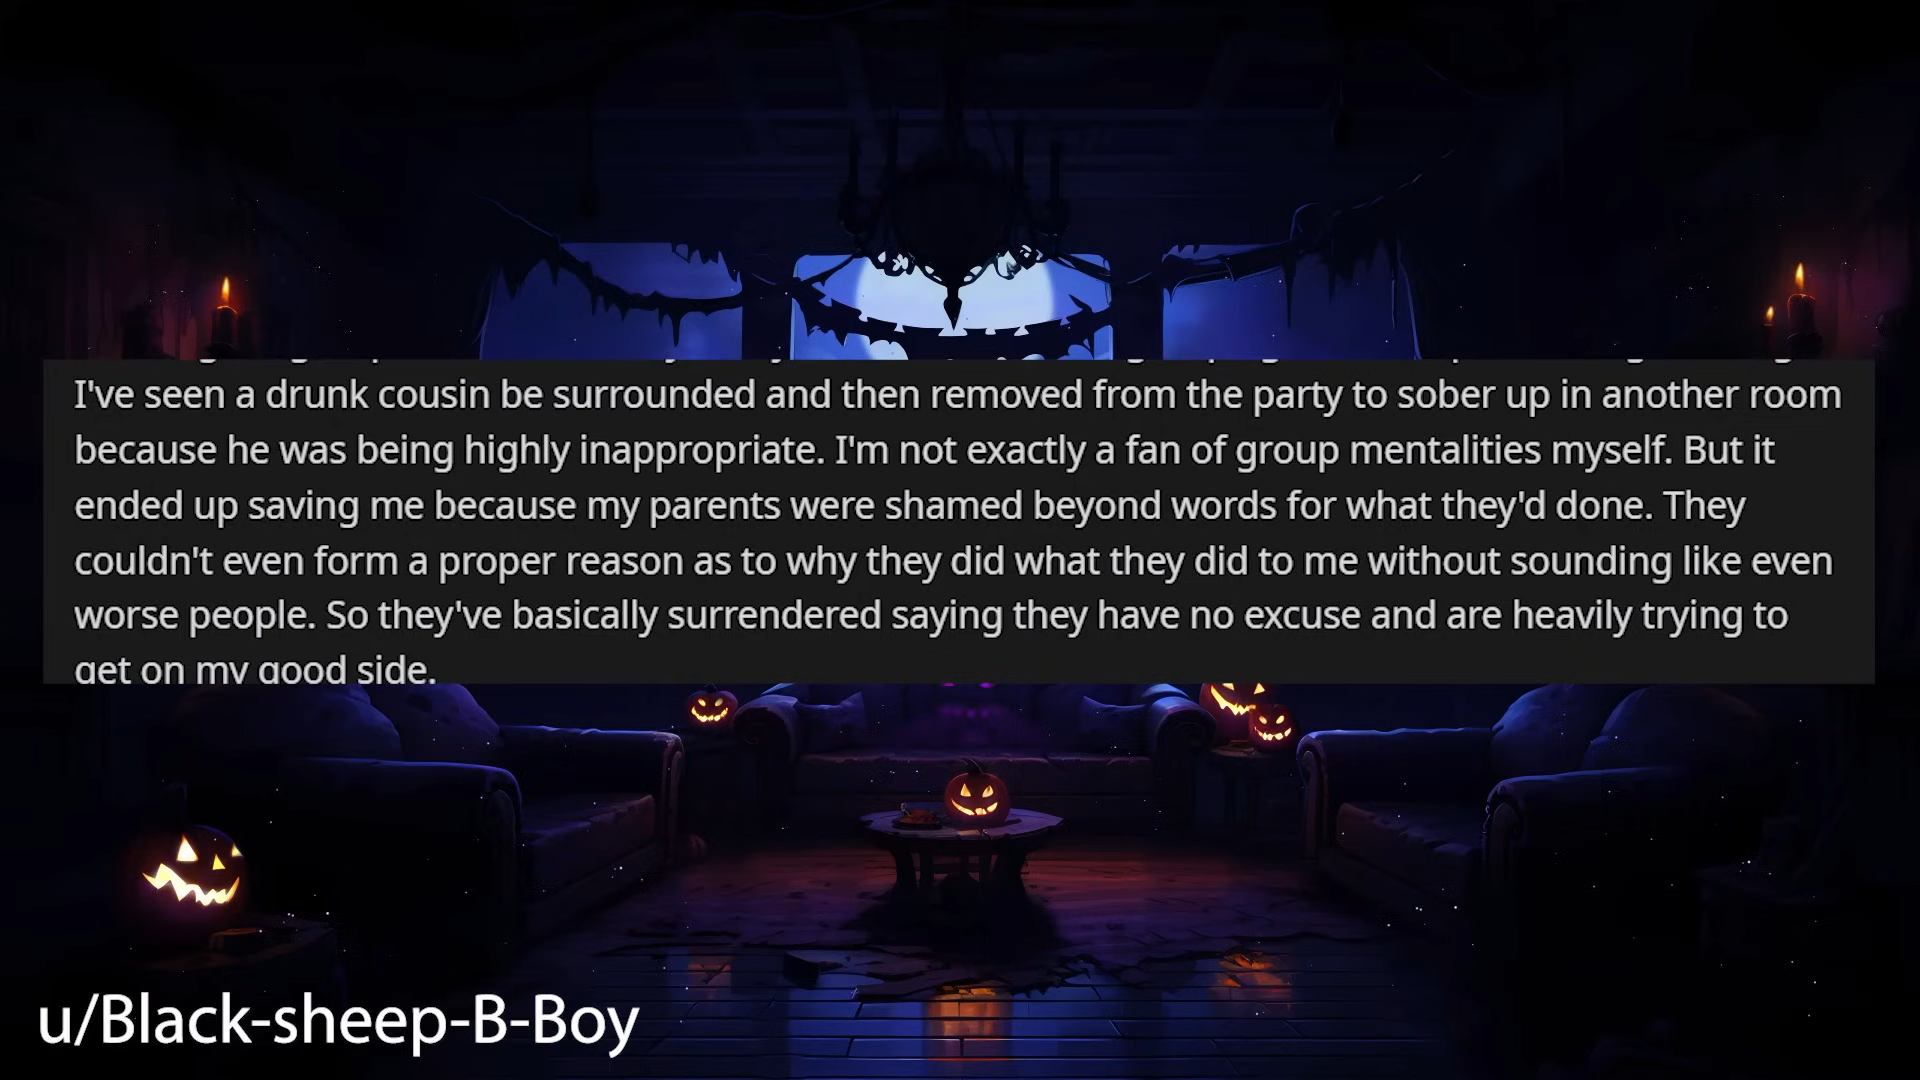 I've seen a drunk cousin be surrounded and then removed from the party to sober up in another room
because he was being highly inappropriate. I'm not exactly a fan of group mentalities myself. But it
ended up saving me because my parents were shamed beyond words for what they'd done. They
couldn't even form a proper reason as to why they did what they did to me without sounding like even
worse people. So they've basically surrendered saying they have no excuse and are heavily trying to
get on my good side.
u/Black-sheep-B-Boy